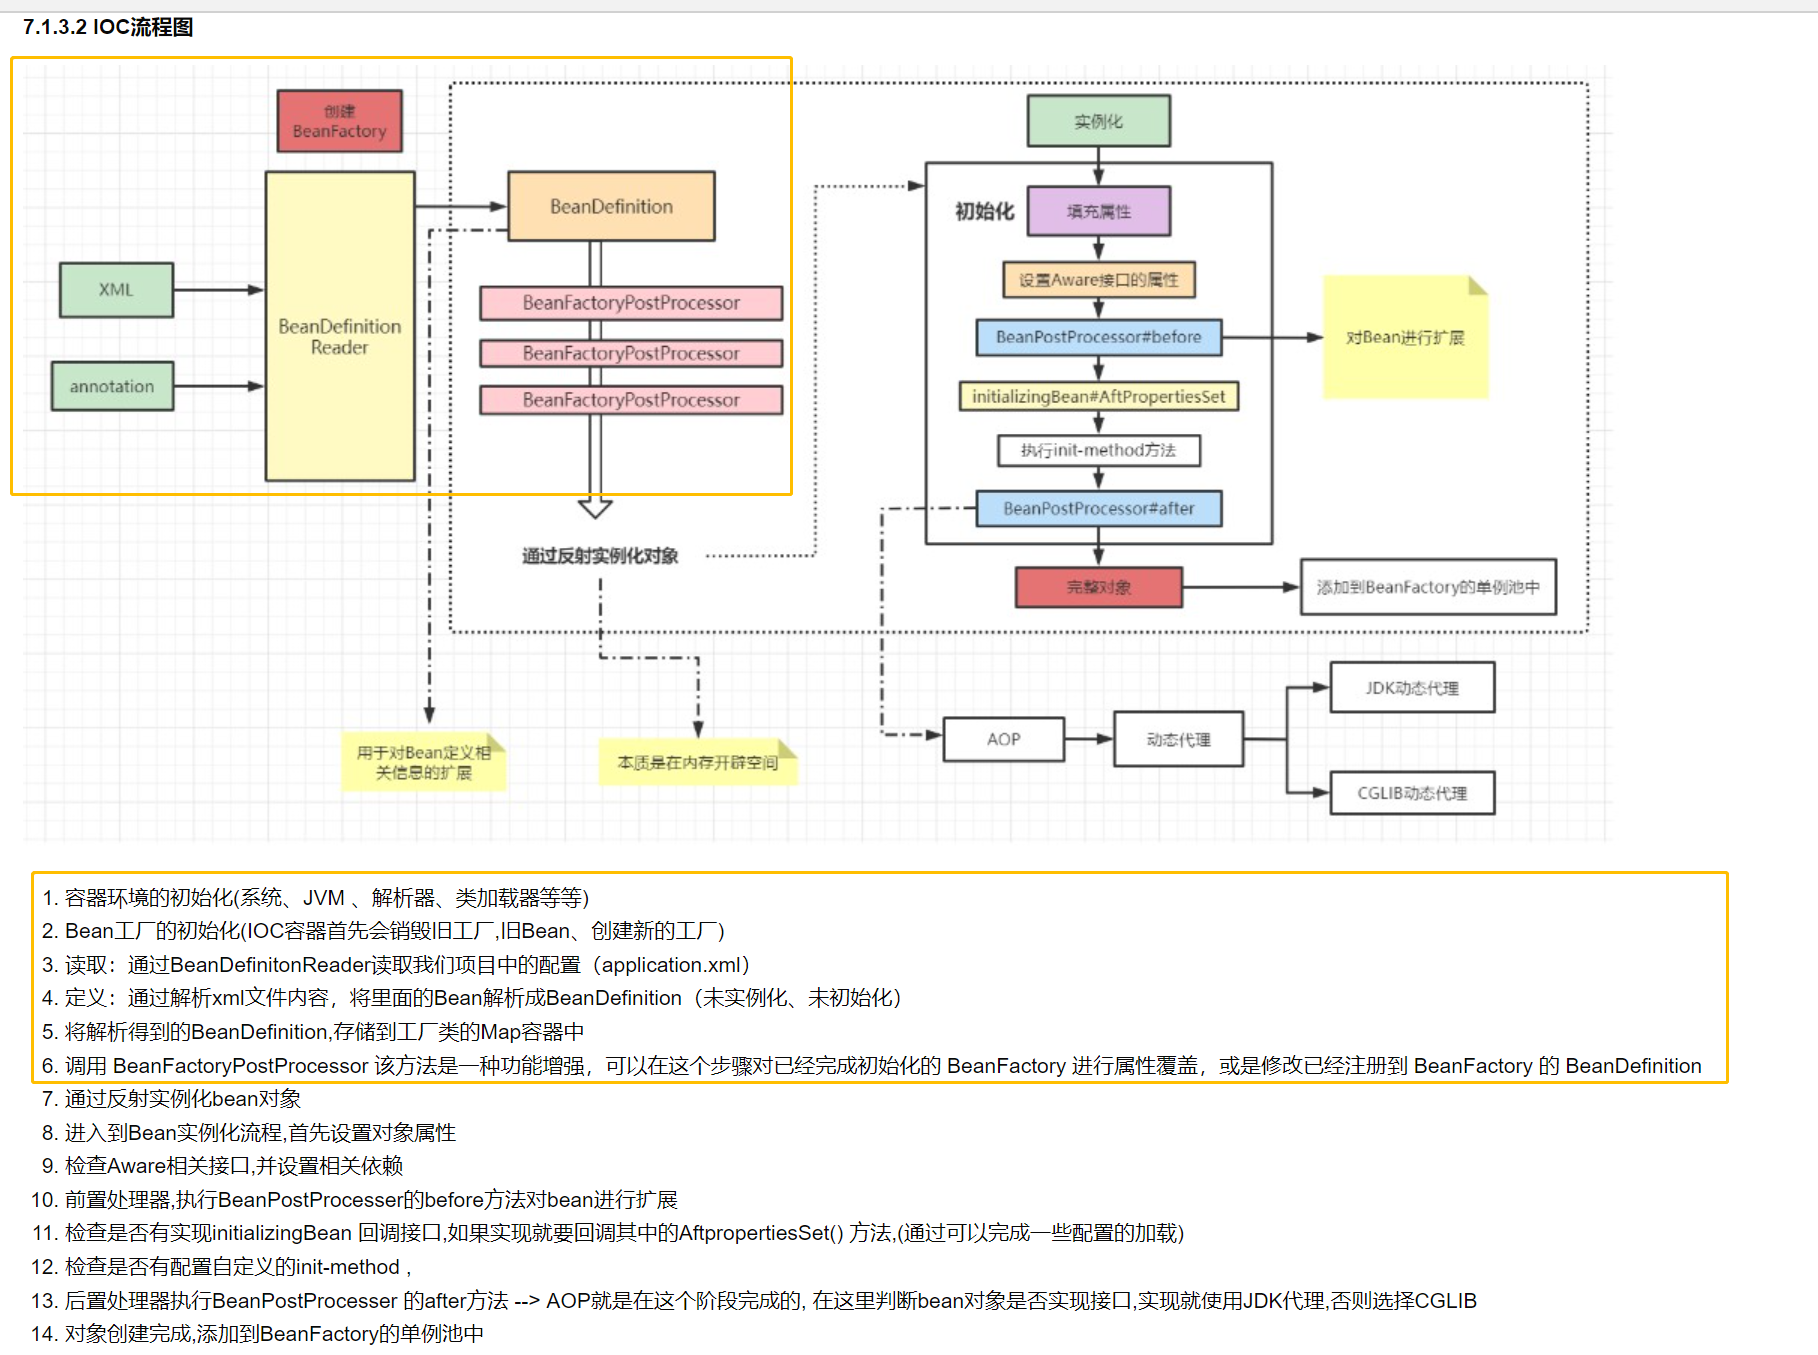 7.1.3.2 IOC流程图
创建
BeanFactory
BeanDefinition
Reader
XML
annotation
BeanDefinition
BeanFactoryPostProcessor
BeanFactoryPostProcessor
BeanFactoryPostProcessor
通过反射实例化对象
用于对Bean定义相
关信息的扩展
本质是在内存开辟空间
实例化
初始化
填充属性
设置Aware接口的属性
BeanPostProcessor#before
对Bean进行扩展
initializingBean#AftPropertiesSet
执行init-method方法
BeanPostProcessor#after
完整对象
添加到BeanFactory的单例池中
AOP
动态代理
JDK动态代理
CGLIB动态代理
1. 容器环境的初始化(系统、JVM 、解析器、类加载器等等)
2. Bean工厂的初始化(IOC容器首先会销毁旧工厂,旧Bean、创建新的工厂)
3. 读取：通过BeanDefinitonReader读取我们项目中的配置（application.xml）
4. 定义：通过解析xml文件内容，将里面的Bean解析成BeanDefinition（未实例化、未初始化）
5. 将解析得到的BeanDefinition,存储到工厂类的Map容器中
6. 调用 BeanFactoryPostProcessor 该方法是一种功能增强，可以在这个步骤对已经完成初始化的 BeanFactory 进行属性覆盖，或是修改已经注册到 BeanFactory 的 BeanDefinition
7. 通过反射实例化bean对象
8. 进入到Bean实例化流程,首先设置对象属性
9. 检查Aware相关接口,并设置相关依赖
10. 前置处理器,执行BeanPostProcesser的before方法对bean进行扩展
11. 检查是否有实现initializingBean 回调接口,如果实现就要回调其中的AftpropertiesSet() 方法,(通过可以完成一些配置的加载)
12. 检查是否有配置自定义的init-method ,
13. 后置处理器执行BeanPostProcesser 的after方法 --> AOP就是在这个阶段完成的, 在这里判断bean对象是否实现接口,实现就使用JDK代理,否则选择CGLIB
14. 对象创建完成,添加到BeanFactory的单例池中